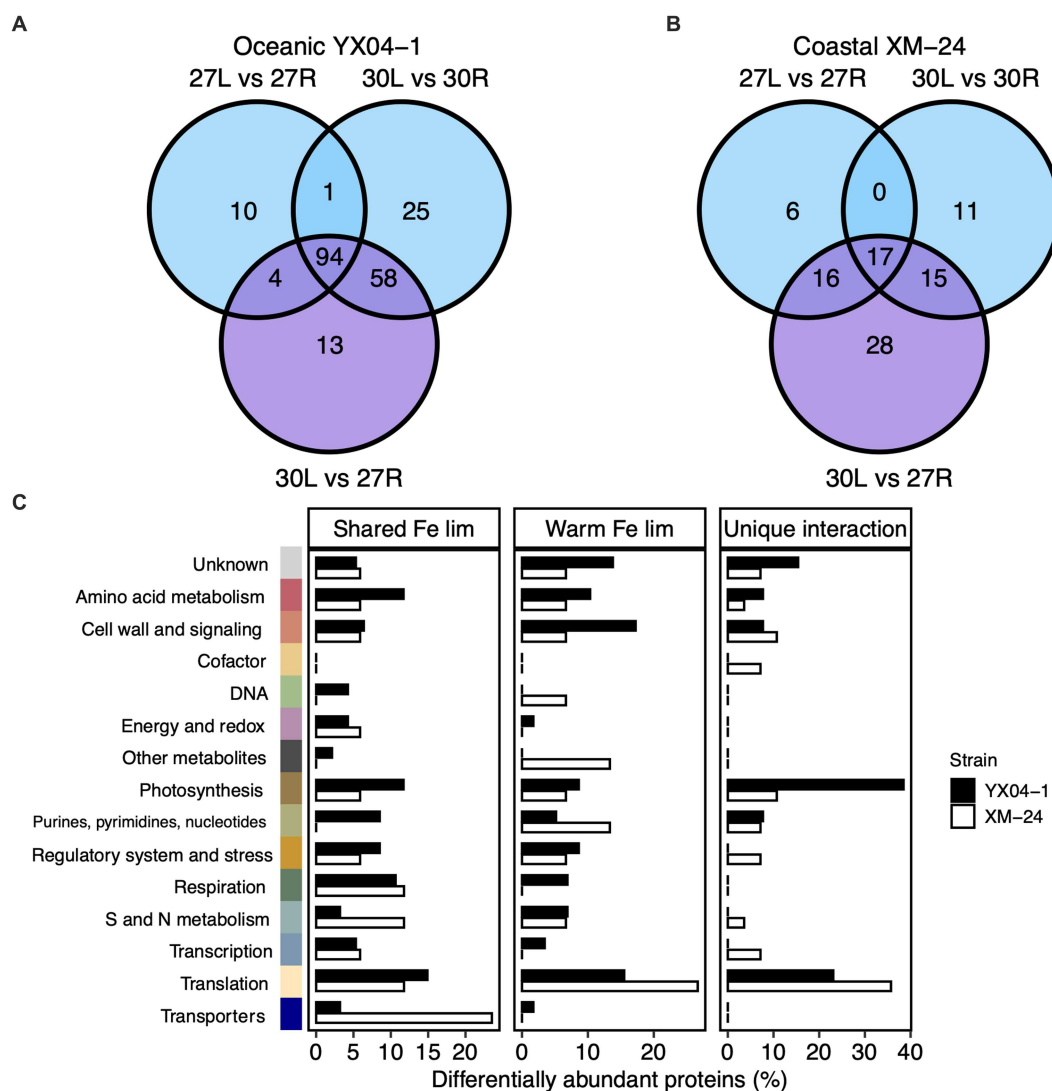 A
Oceanic YX04−1
27L vs 27R
30L vs 30R
1
10
25
94
4
58
13
30L vs 27R
B
Coastal XM−24
27L vs 27R
30L vs 30R
0
6
11
17
16
15
28
30L vs 27R
C
Shared Fe lim
Warm Fe lim
Unique interaction
Unknown
Amino acid metabolism
Cell wall and signaling
Cofactor
DNA
Energy and redox
Other metabolites
Photosynthesis
Purines, pyrimidines, nucleotides
Regulatory system and stress
Respiration
S and N metabolism
Transcription
Translation
Transporters
0 5 10 15 20
0 10 20
0 10 20 30 40
Differentially abundant proteins (%)
Strain
YX04−1
XM−24